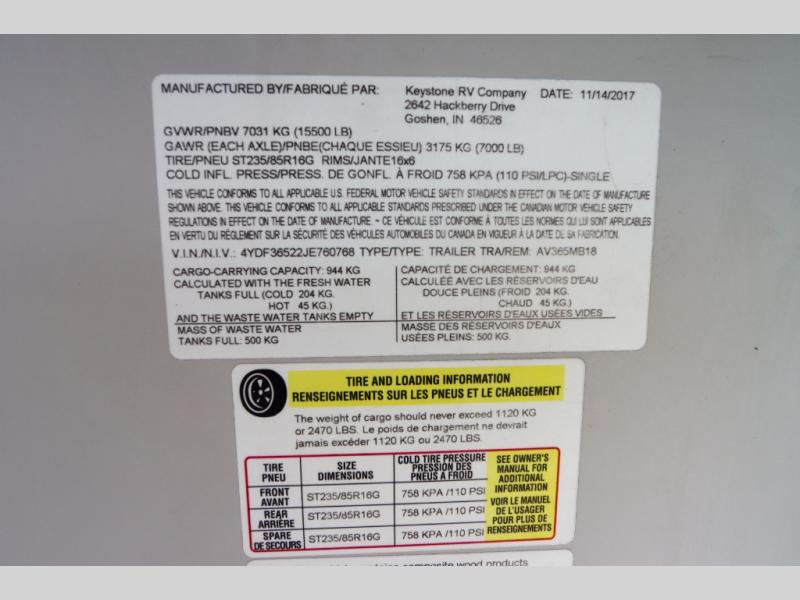 MANUFACTURED BY/FABRIQUÉ PAR: Keystone RV Company DATE: 11/14/2017
2642 Hackberry Drive
Goshen, IN 46526
GVWR/PNBV 7031 KG (15500 LB)
GAWR (EACH AXLE)/PNBE(CHAQUE ESSIEU) 3175 KG (7000 LB)
TIRE/PNEU ST235/85R16G RIMS/JANTE16x6
COLD INFL. PRESS/PRESS. DE GONFL. À FROID 758 KPA (110 PSI/LPC)-SINGLE
THIS VEHICLE CONFORMS TO ALL APPLICABLE U.S. FEDERAL MOTOR VEHICLE SAFETY STANDARDS IN EFFECT ON THE DATE OF MANUFACTURE
SHOWN ABOVE. THIS VEHICLE CONFORMS TO ALL APPLICABLE STANDARDS PRESCRIBED UNDER THE CANADIAN MOTOR VEHICLE SAFETY
REGULATIONS IN EFFECT ON THE DATE OF MANUFACTURE - CE VÉHICULE EST CONFORME À TOUTES LES NORMES QUI LUI SONT APPLICABLES
EN VERTU DU RÉGLEMENT SUR LA SÉCURITÉ DES VÉHICULES AUTOMOBILES DU CANADA EN VIGUEUR À LA DATE DE SA FABRICATION.
V.I.N./N.I.V.: 4YDF36522JE760768 TYPE/TYPE: TRAILER TRA/REM: AV365MB18
CARGO-CARRYING CAPACITY: 944 KG
CALCULATED WITH THE FRESH WATER
TANKS FULL (COLD 204 KG.
HOT 45 KG.)
AND THE WASTE WATER TANKS EMPTY
MASS OF WASTE WATER
TANKS FULL: 500 KG
CAPACITÉ DE CHARGEMENT: 944 KG
CALCULÉE AVEC LES RÉSERVOIRS D'EAU
DOUCE PLEINS (FROID 204 KG.
CHAUD 45 KG.)
ET LES RÉSERVOIRS D'EAUX USÉES VIDES
MASSE DES RÉSERVOIRS D'EAUX
USÉES PLEINS: 500 KG.
TIRE AND LOADING INFORMATION
RENSEIGNEMENTS SUR LES PNEUS ET LE CHARGEMENT
The weight of cargo should never exceed 1120 KG
or 2470 LBS. Le poids de chargement ne devrait
jamais excéder 1120 KG ou 2470 LBS.
TIRE
PNEU
SIZE
DIMENSIONS
COLD TIRE PRESSURE
PRESSION DES
PNEUS A FROID
FRONT
AVANT
ST235/85R16G 758 KPA /110 PSI
REAR
ARRIÈRE
ST235/85R16G 758 KPA /110 PSI
SPARE
DE SECOURS
ST235/85R16G 758 KPA /110 PSI
SEE OWNER'S
MANUAL FOR
ADDITIONAL
INFORMATION
VOIR LE MANUEL
DE L'USAGER
POUR PLUS DE
RENSEIGNEMENTS
composite wood products